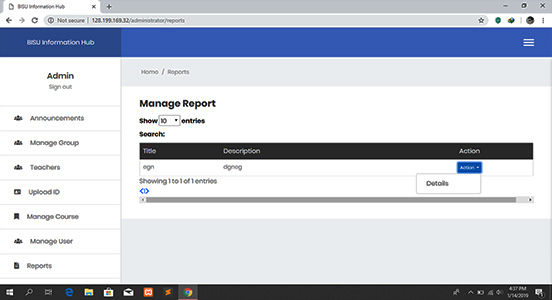 BISU Information Hub
Not secure | 128.199.169.32/administrator/reports
BISU Information Hub
Admin
Sign out
Announcements
Manage Group
Teachers
Upload ID
Manage Course
Manage User
Reports
Home / Reports
Manage Report
Show 10 entries
Search:
Title Description Action
Action
Showing 1 to 1 of 1 entries
Details
4:37 PM
1/14/2019